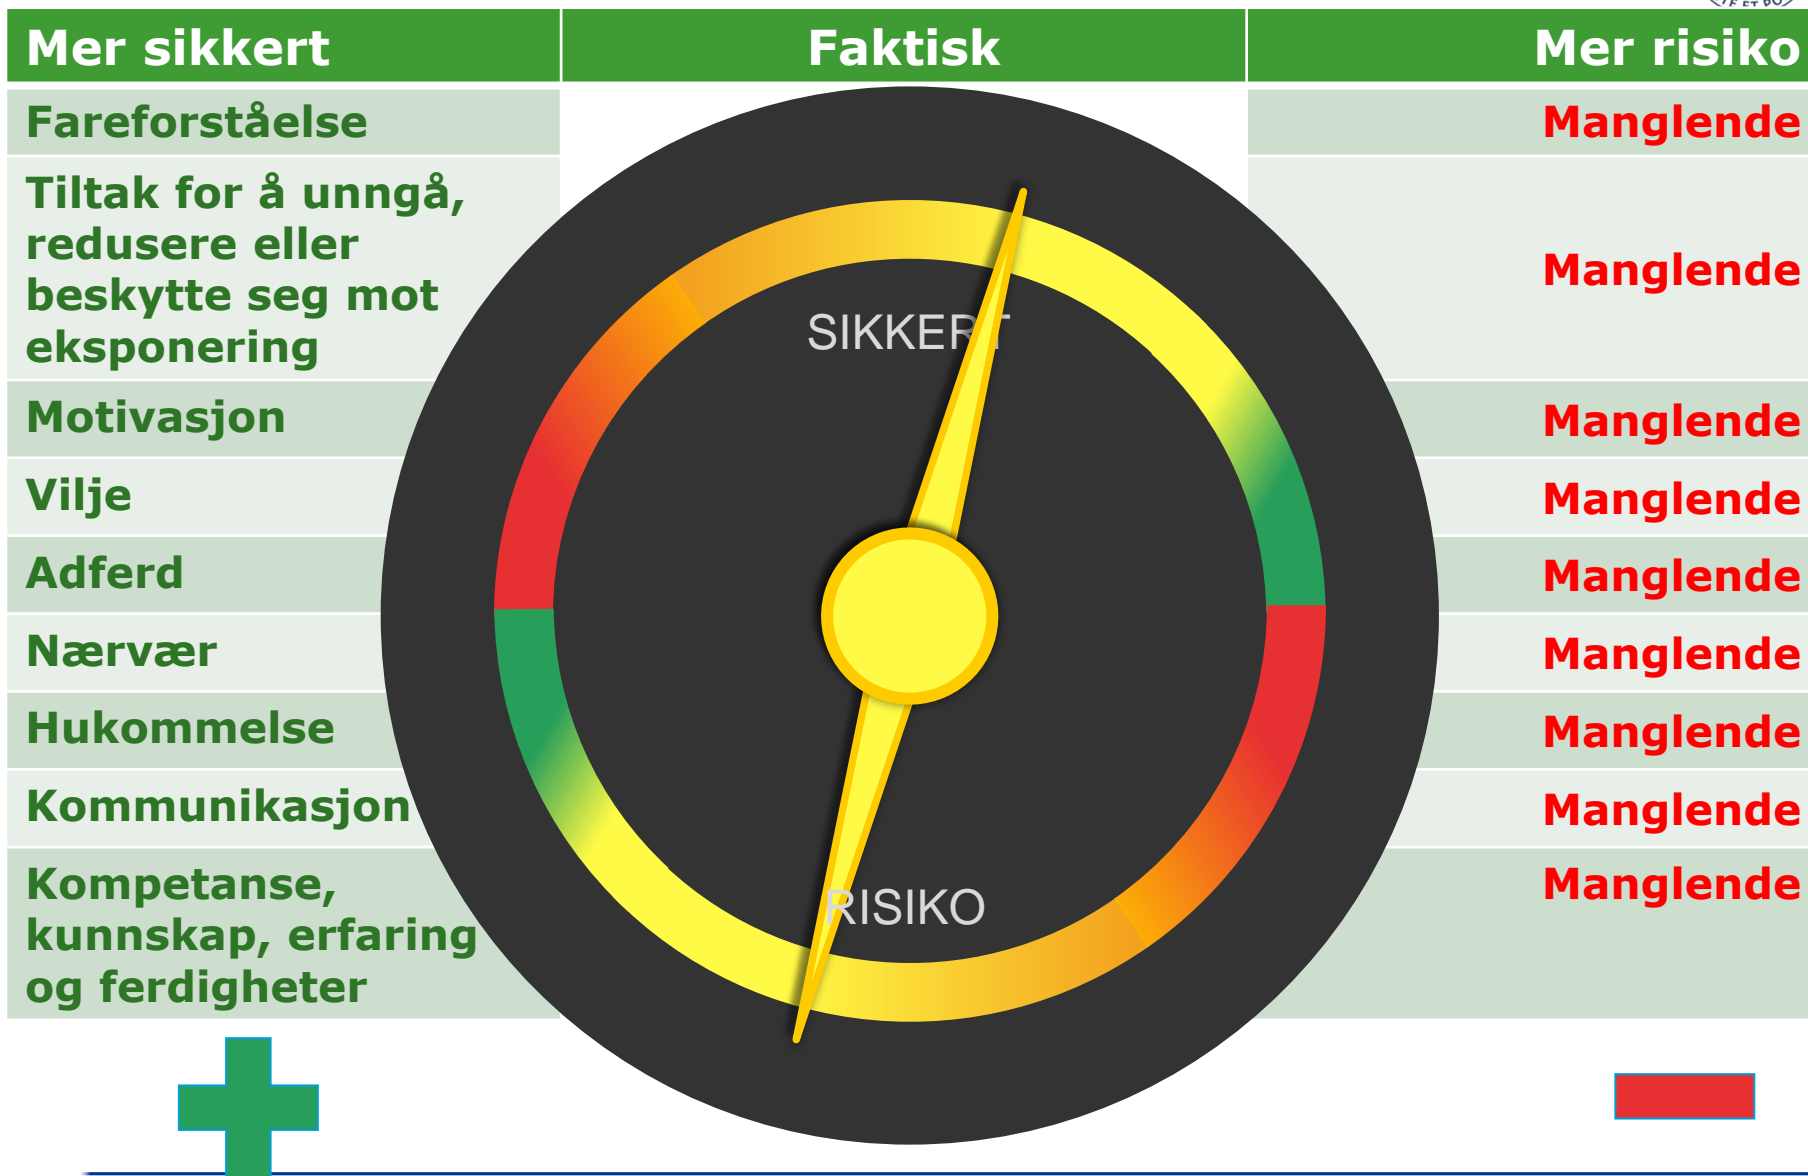 Mer sikkert
Faktisk
Mer risiko
Fareforståelse
Manglende
Tiltak for å unngå,
redusere eller
beskytte seg mot
eksponering
Manglende
Motivasjon
Manglende
Vilje
Manglende
Adferd
Manglende
Nærvær
Manglende
Hukommelse
Manglende
Kommunikasjon
Manglende
Kompetanse,
kunnskap, erfaring
og ferdigheter
Manglende
SIKKERT
RISIKO